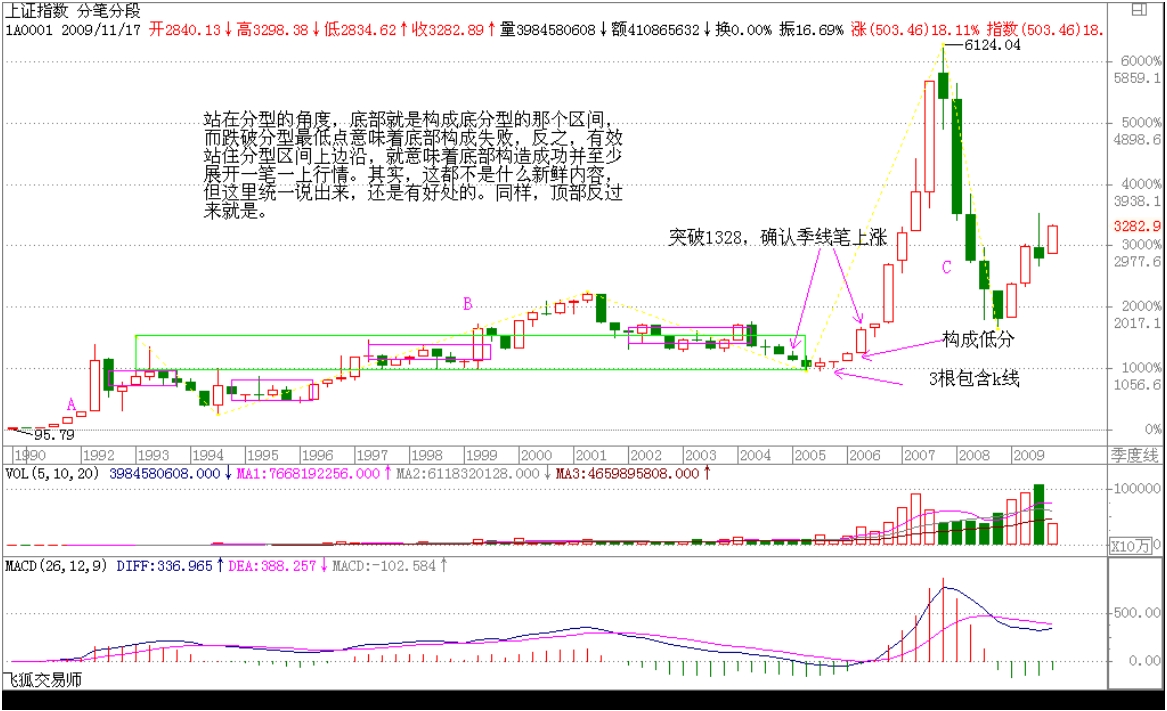 上证指数 分笔分段
1A0001 2009/11/17 开2840.13↓高3298.38↓低2834.62↑收3282.89↑量3984580608↓额410865632↓换0.00% 振16.69% 涨(503.46)18.11% 指数(503.46)18.
6124.04
6000%
5859.1
站在分型的角度，底部就是构成底分型的那个区间，
而跌破分型最低点意味着底部构成失败，反之，有效
站住分型区间上边沿，就意味着底部构造成功并至少
展开一笔一上行情。其实，这都不是什么新鲜内容，
但这里统一说出来，还是有好处的。同样，顶部反过
来就是。
5000%
4898.6
4000%
3938.1
突破1328，确认季线笔上涨
3282.9
3000%
2977.6
C
B
2000%
2017.1
构成低分
3根包含k线
1000%
1056.6
A
95.79
0%
1990 1992 1993 1994 1995 1996 1997 1998 1999 2000 2001 2002 2003 2004 2005 2006 2007 2008 2009 季度线
VOL(5,10,20) 3984580608.000↓MA1:7668192256.000↑MA2:6118320128.000↓MA3:4659895808.000↑
100000
X10万
0
MACD(26,12,9) DIFF:336.965↑DEA:388.257↓MACD:-102.584↑
500.00
0.00
飞狐交易师